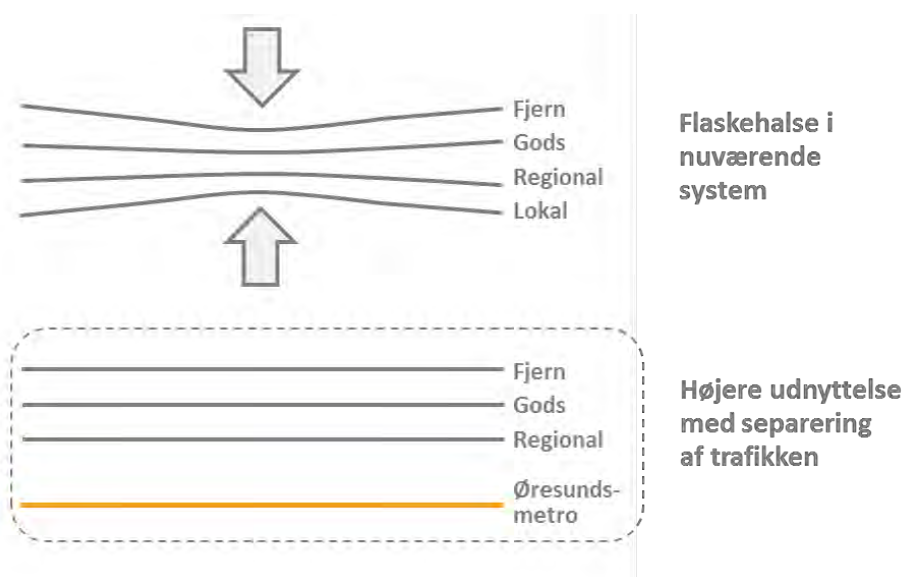 Fjern
Gods
Regional
Lokal
Flaskehalse i
nuværende
system
Fjern
Gods
Regional
Øresunds-
metro
Højere udnyttelse
med separering
af trafikken